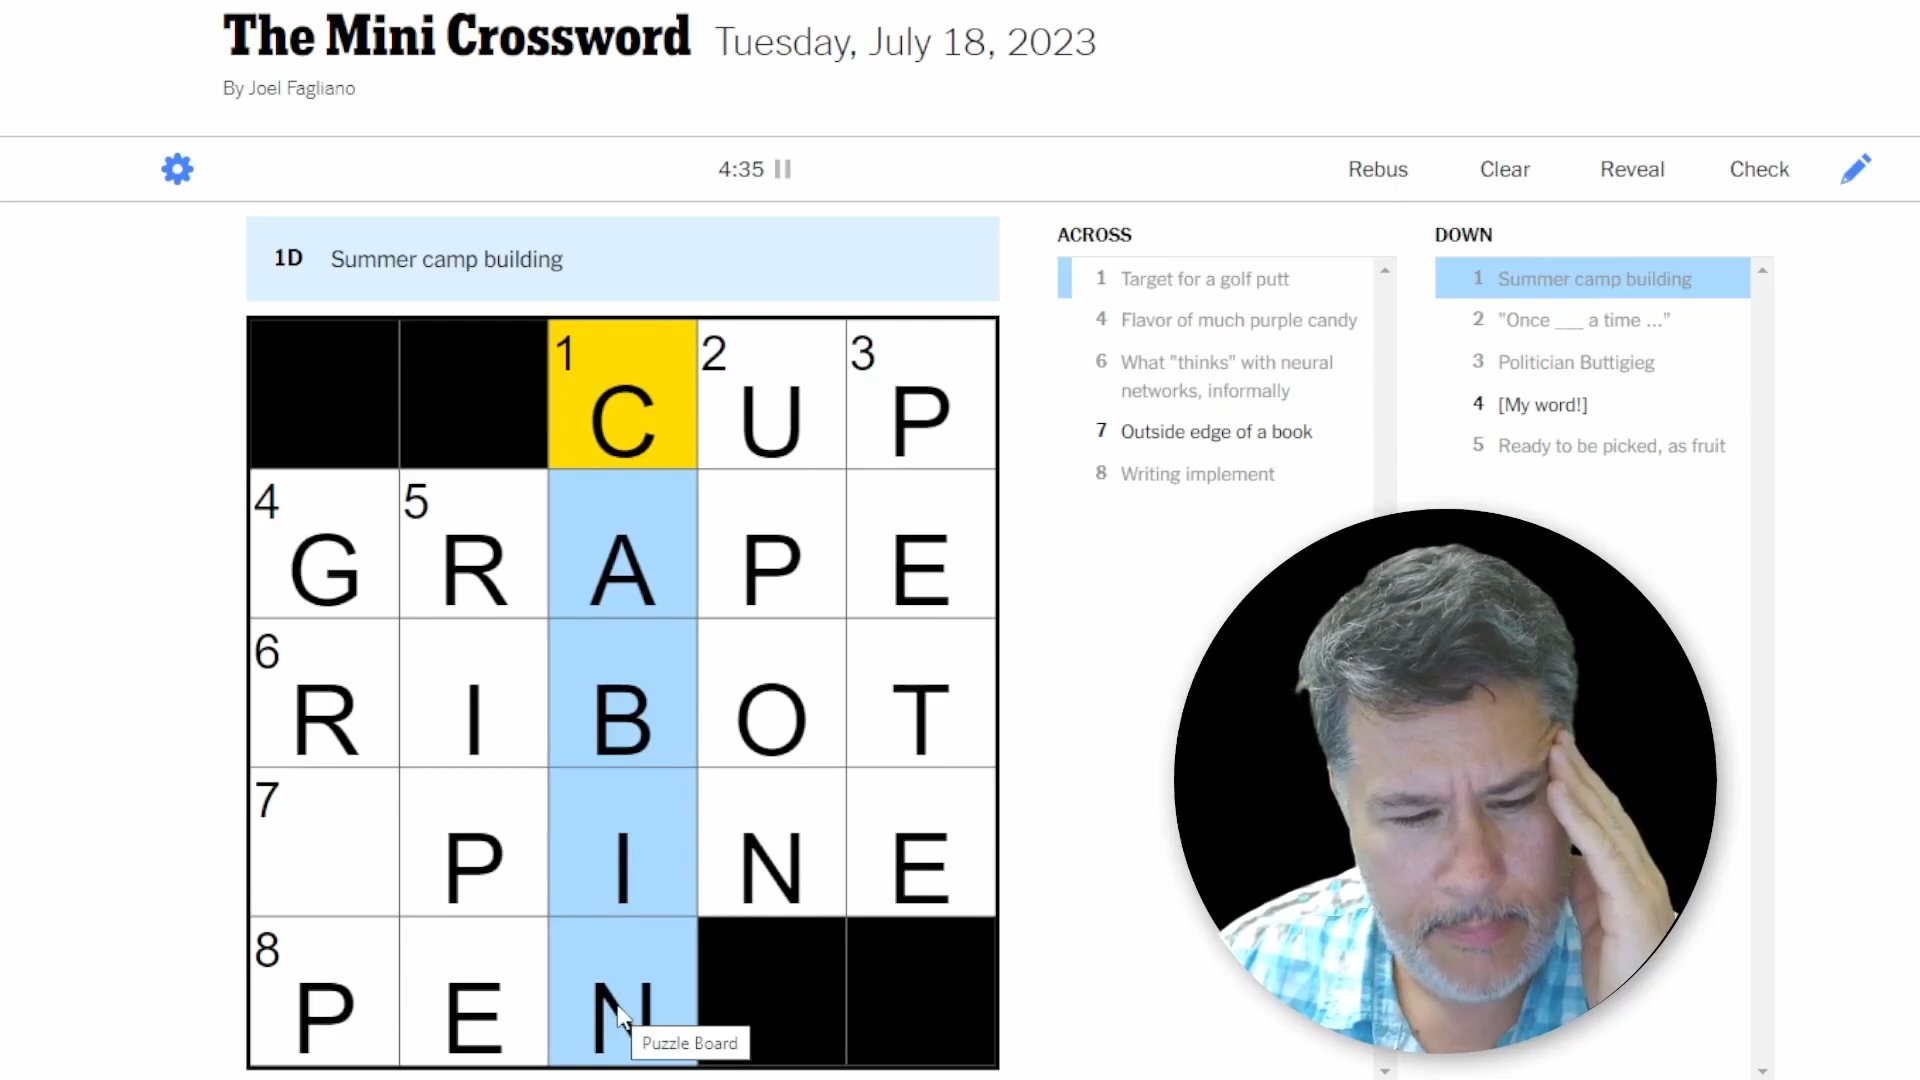 The Mini Crossword Tuesday, July 18, 2023
By Joel Fagliano
4:35 Rebus Clear Reveal Check
1D Summer camp building
1 C 2 U 3 P
4 G 5 R A P E
6 R I B O T
7 P I N E
8 P E N
Puzzle Board
ACROSS
1 Target for a golf putt
4 Flavor of much purple candy
6 What "thinks" with neural
networks, informally
7 Outside edge of a book
8 Writing implement
DOWN
1 Summer camp building
2 "Once ___ a time ..."
3 Politician Buttigieg
4 [My word!]
5 Ready to be picked, as fruit